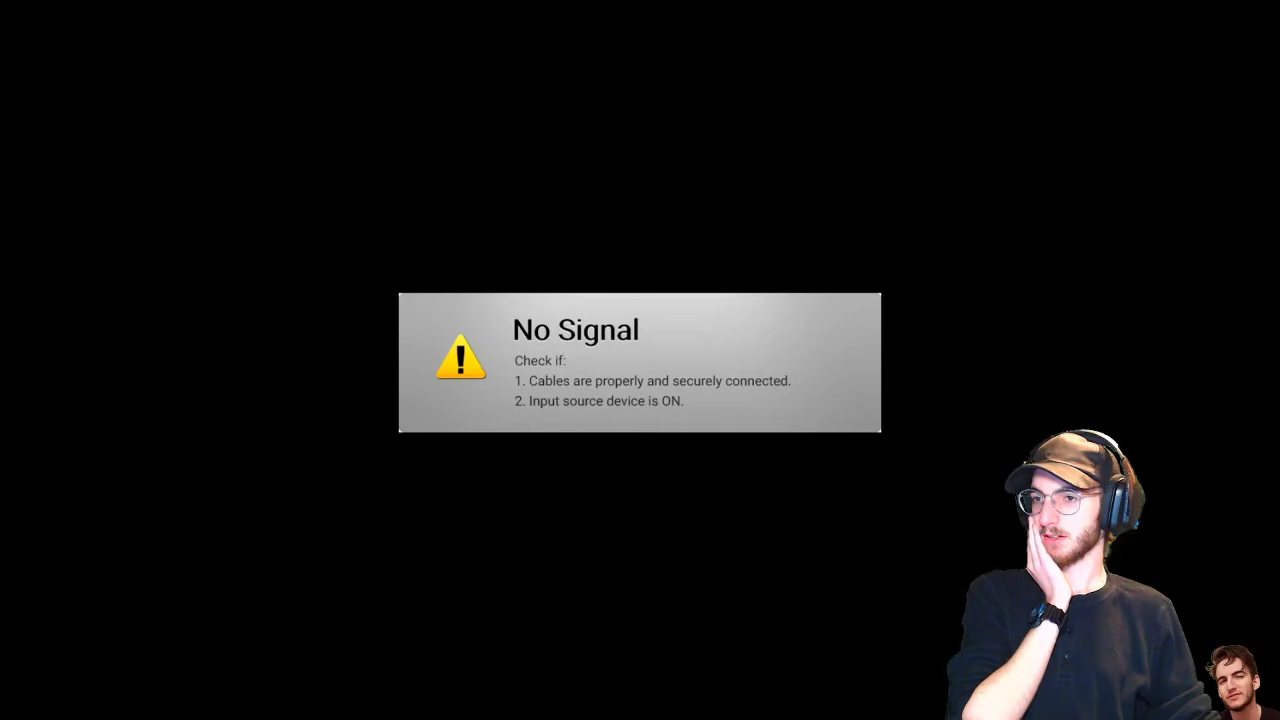 No Signal
Check if:
1. Cables are properly and securely connected.
2. Input source device is ON.